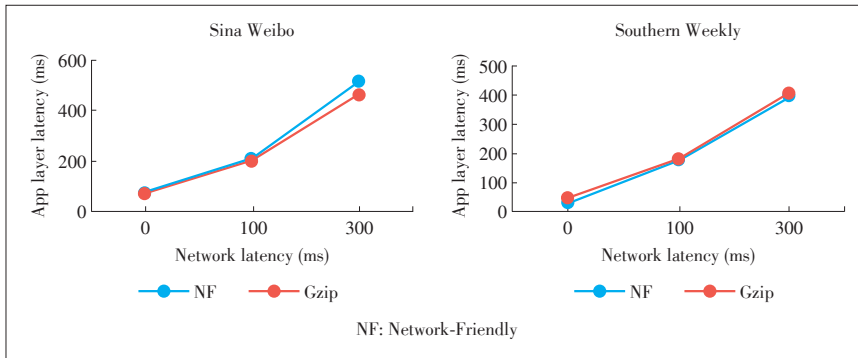 Sina Weibo
App layer latency (ms)
600
400
200
0
0 100 300
Network latency (ms)
NF Gzip
Southern Weekly
App layer latency (ms)
500
400
300
200
100
0
0 100 300
Network latency (ms)
NF Gzip
NF: Network-Friendly